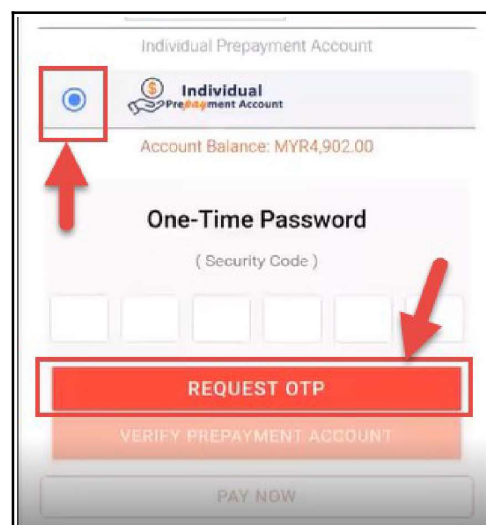 Individual Prepayment Account
Individual
Prepayment Account
Account Balance: MYR4,902.00
One-Time Password
( Security Code )
REQUEST OTP
VERIFY PREPAYMENT ACCOUNT
PAY NOW